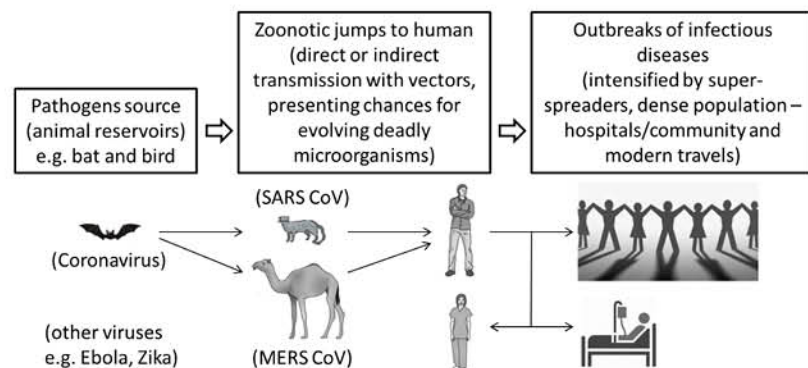 Pathogens source
(animal reservoirs)
e.g. bat and bird
Zoonotic jumps to human
(direct or indirect
transmission with vectors,
presenting chances for
evolving deadly
microorganisms)
Outbreaks of infectious
diseases
(intensified by super-
spreaders, dense population –
hospitals/community and
modern travels)
(SARS CoV)
(Coronavirus)
(other viruses
e.g. Ebola, Zika)
(MERS CoV)